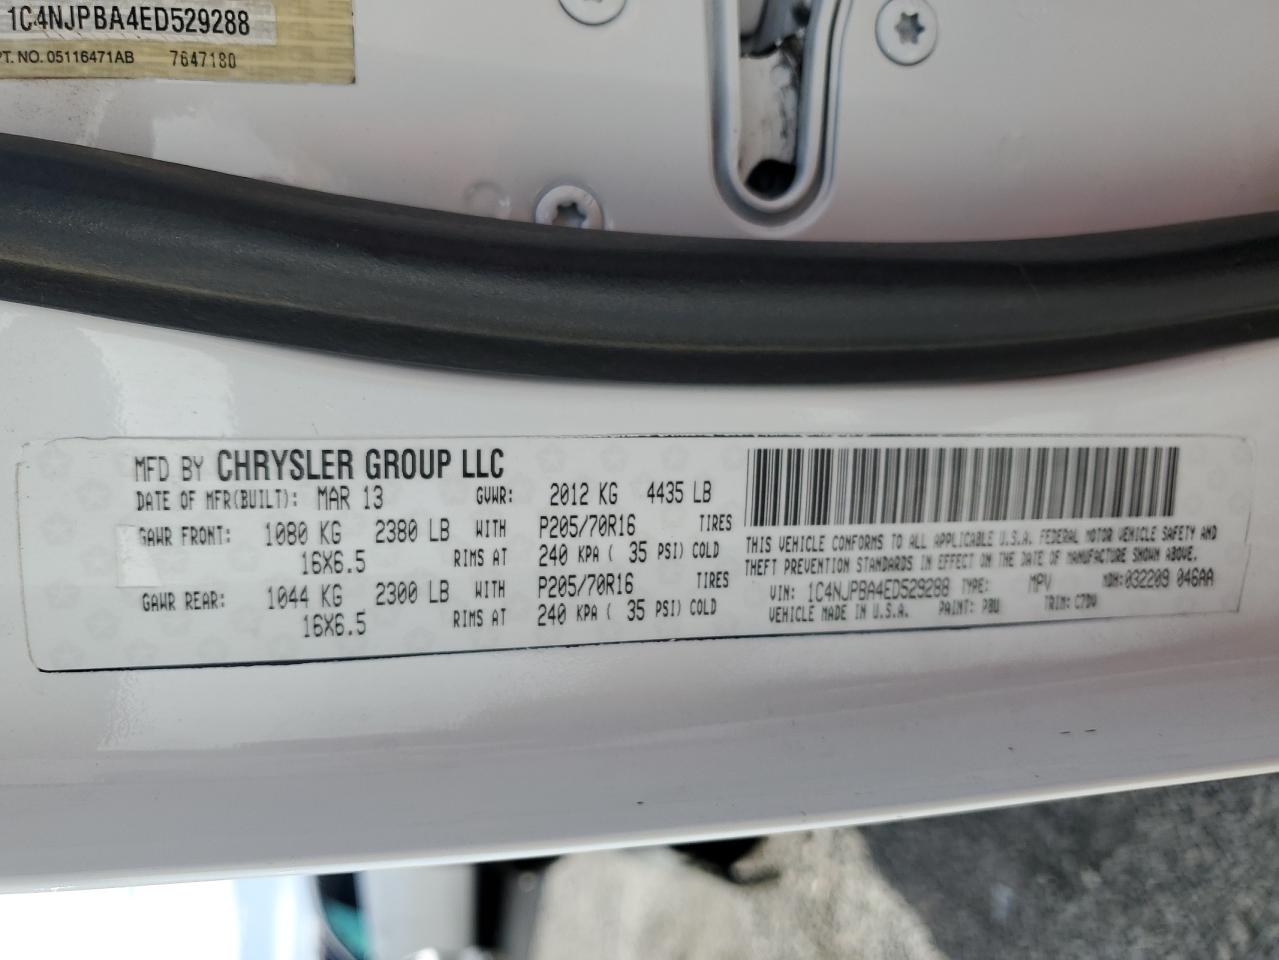 1C4NJPBA4ED529288
PT. NO. 05116471AB 7647180
MFD BY CHRYSLER GROUP LLC
DATE OF MFR(BUILT): MAR 13 GVWR: 2012 KG 4435 LB
GAWR FRONT: 1080 KG 2380 LB WITH P205/70R16 TIRES
16X6.5 RIMS AT 240 KPA ( 35 PSI) COLD
GAWR REAR: 1044 KG 2300 LB WITH P205/70R16 TIRES
16X6.5 RIMS AT 240 KPA ( 35 PSI) COLD
THIS VEHICLE CONFORMS TO ALL APPLICABLE U.S.A. FEDERAL MOTOR VEHICLE SAFETY AND
THEFT PREVENTION STANDARDS IN EFFECT ON THE DATE OF MANUFACTURE SHOWN ABOVE.
VIN: 1C4NJPBA4ED529288 TYPE: MPV MDH: 032209 046AA
VEHICLE MADE IN U.S.A. PAINT: TRIM: